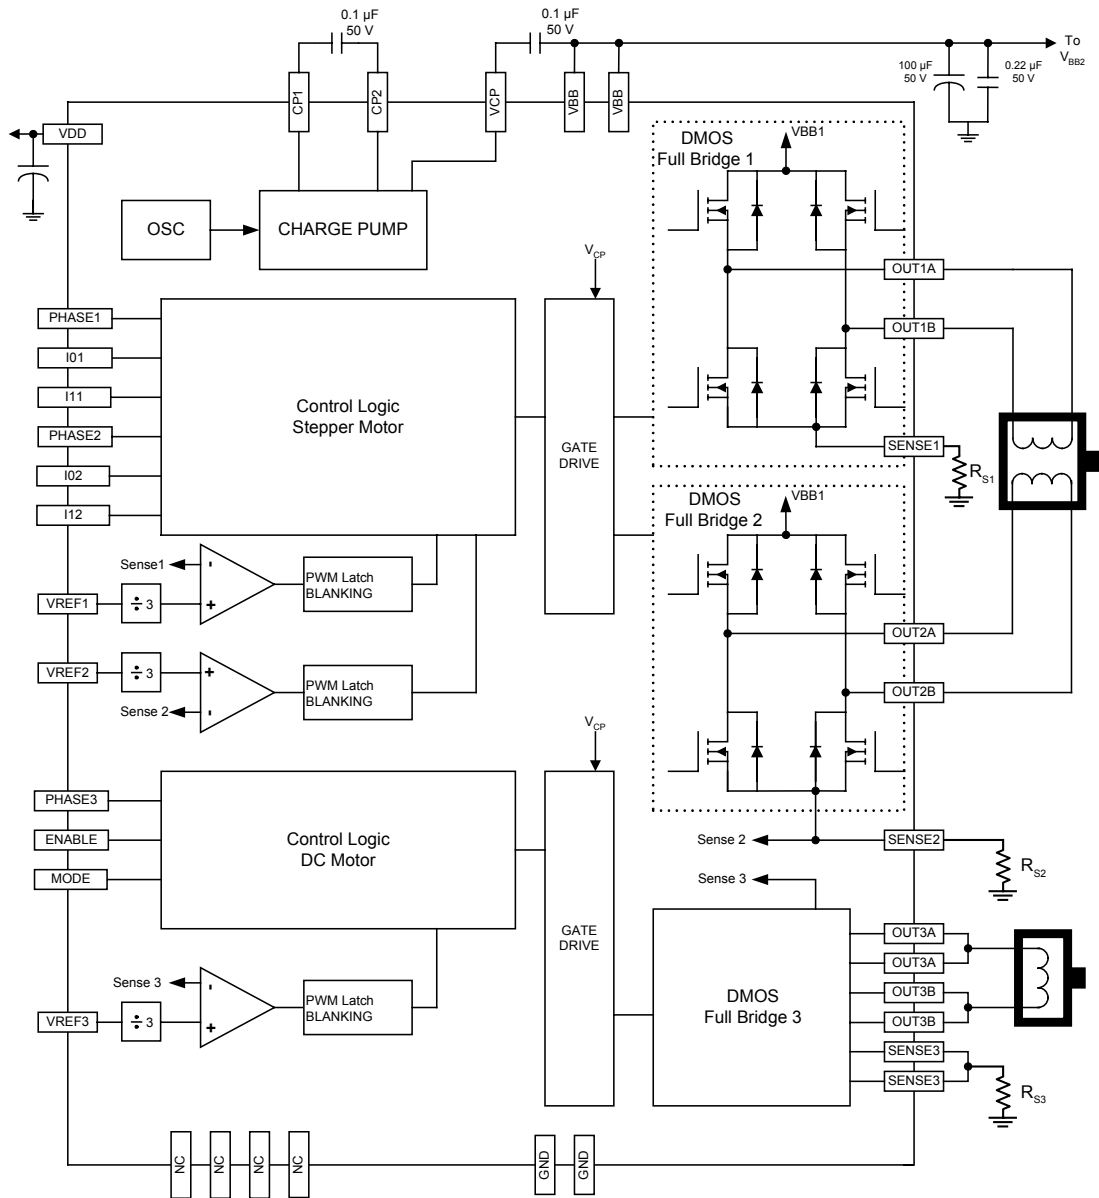 0.1 µF
50 V
0.1 µF
50 V
To
VBB2
100 µF
50 V
0.22 µF
50 V
CP1
CP2
VCP
VBB
VBB
VDD
DMOS
Full Bridge 1
VBB1
OSC
CHARGE PUMP
VCP
OUT1A
PHASE1
OUT1B
I01
I11
Control Logic
Stepper Motor
PHASE2
GATE
DRIVE
SENSE1
RS1
I02
I12
DMOS
Full Bridge 2
VBB1
Sense1
-
PWM Latch
BLANKING
VREF1
÷ 3
+
OUT2A
VREF2
÷ 3
+
PWM Latch
BLANKING
Sense 2
-
OUT2B
VCP
PHASE3
ENABLE
Control Logic
DC Motor
MODE
Sense 2
SENSE2
RS2
Sense 3
GATE
DRIVE
OUT3A
OUT3A
Sense 3
-
PWM Latch
BLANKING
VREF3
÷ 3
+
DMOS
Full Bridge 3
OUT3B
OUT3B
SENSE3
SENSE3
RS3
NC
NC
NC
NC
GND
GND